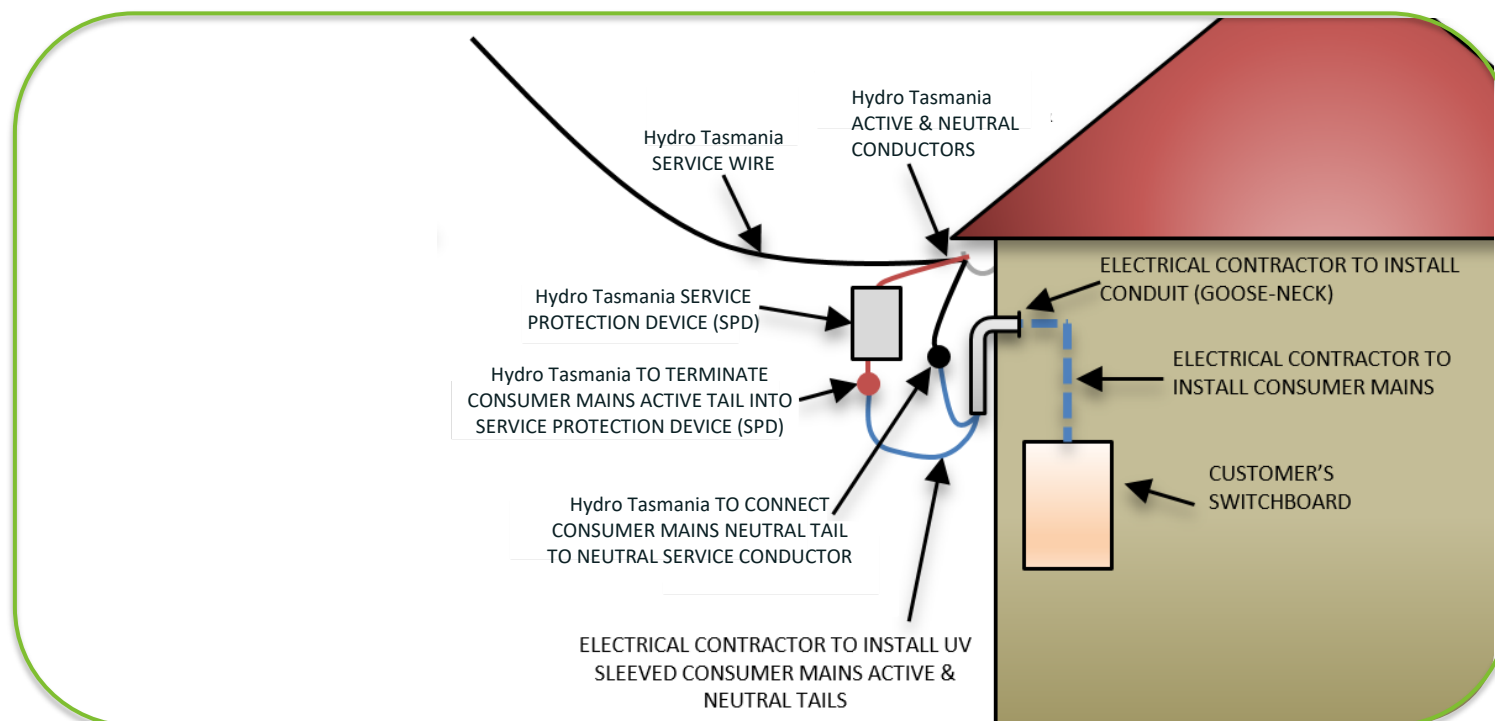 Hydro Tasmania
ACTIVE & NEUTRAL
CONDUCTORS
Hydro Tasmania
SERVICE WIRE
ELECTRICAL CONTRACTOR TO INSTALL
CONDUIT (GOOSE-NECK)
Hydro Tasmania SERVICE
PROTECTION DEVICE (SPD)
ELECTRICAL CONTRACTOR TO
INSTALL CONSUMER MAINS
Hydro Tasmania TO TERMINATE
CONSUMER MAINS ACTIVE TAIL INTO
SERVICE PROTECTION DEVICE (SPD)
CUSTOMER’S
SWITCHBOARD
Hydro Tasmania TO CONNECT
CONSUMER MAINS NEUTRAL TAIL
TO NEUTRAL SERVICE CONDUCTOR
ELECTRICAL CONTRACTOR TO INSTALL UV
SLEEVED CONSUMER MAINS ACTIVE &
NEUTRAL TAILS